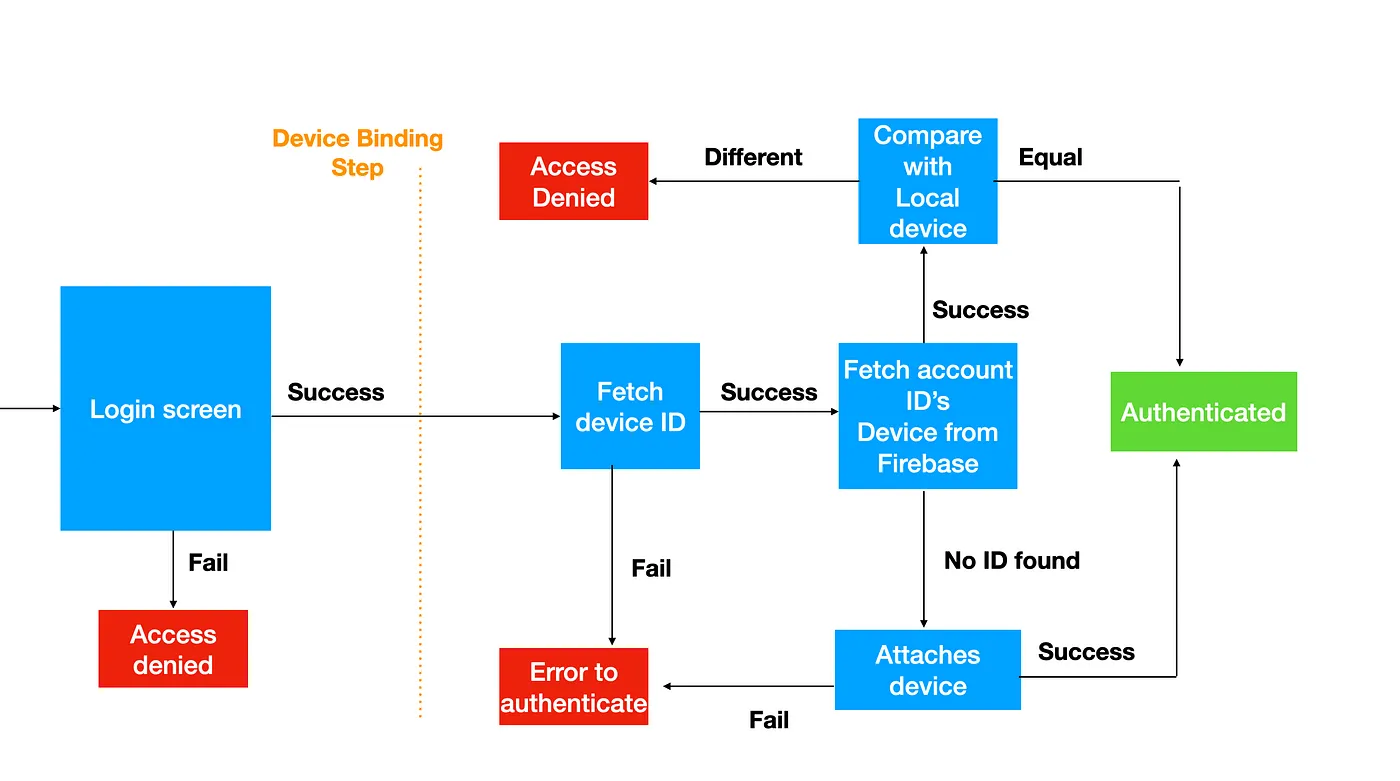 Device Binding
Step
Access
Denied
Different
Compare
with
Local
device
Equal
Success
Login screen
Success
Fetch
device ID
Success
Fetch account
ID's
Device from
Firebase
Authenticated
Fail
Fail
No ID found
Access
denied
Error to
authenticate
Attaches
device
Success
Fail